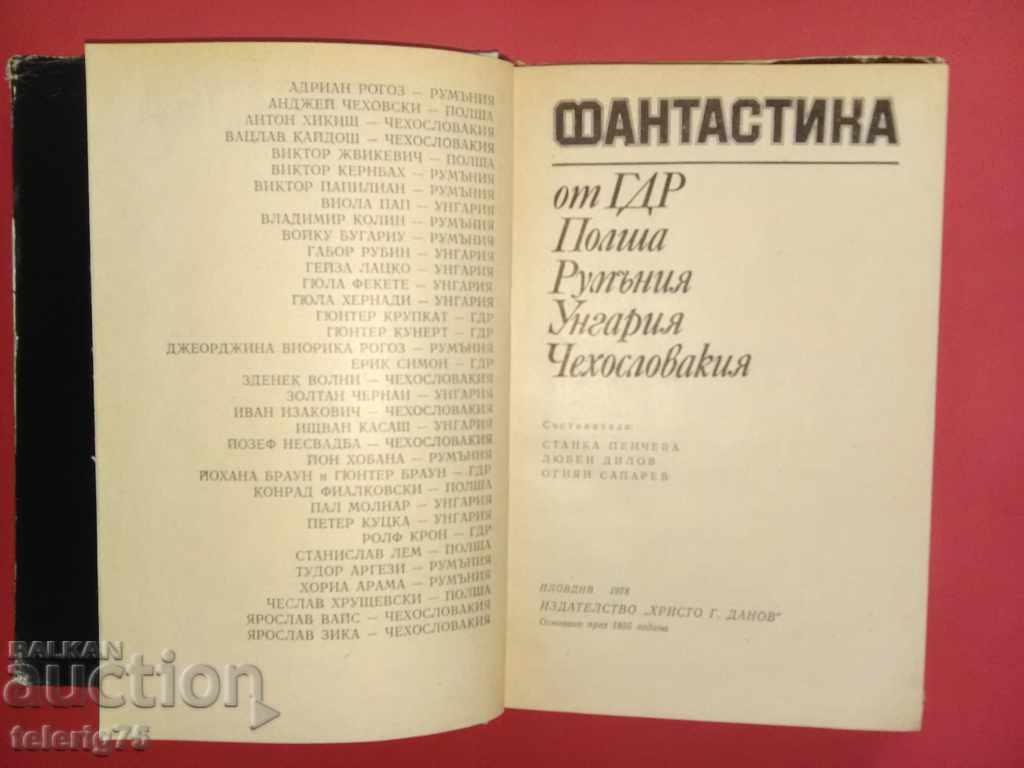 АДРИАН РОГОЗ — РУМЪНИЯ
АНДЖЕЙ ЧЕХОВСКИ — ПОЛША
АНТОН ХИКИШ — ЧЕХОСЛОВАКИЯ
ВАЦЛАВ КАЙДОШ — ЧЕХОСЛОВАКИЯ
ВИКТОР ЖВИКЕВИЧ — ПОЛША
ВИКТОР КЕРНБАХ — РУМЪНИЯ
ВИКТОР ПАПИЛИАН — РУМЪНИЯ
ВИОЛА ПАП — УНГАРИЯ
ВЛАДИМИР КОЛИН — РУМЪНИЯ
ВОЙКУ БУГАРИУ — РУМЪНИЯ
ГАБОР РУБИН — УНГАРИЯ
ГЕЙЗА ЛАЦКО — УНГАРИЯ
ГЮЛА ФЕКЕТЕ — УНГАРИЯ
ГЮЛА ХЕРНАДИ — УНГАРИЯ
ГЮНТЕР КРУПКАТ — ГДР
ГЮНТЕР КУНЕРТ — ГДР
ДЖЕОРДЖИНА ВИОРИКА РОГОЗ — РУМЪНИЯ
ЕРИК СИМОН — ГДР
ЗДЕНЕК ВОЛНИ — ЧЕХОСЛОВАКИЯ
ЗОЛТАН ЧЕРНАИ — УНГАРИЯ
ИВАН ИЗАКОВИЧ — ЧЕХОСЛОВАКИЯ
ИЩВАН КАСАШ — УНГАРИЯ
ЙОЗЕФ НЕСВАДБА — ЧЕХОСЛОВАКИЯ
ЙОН ХОБАНА — РУМЪНИЯ
ЙОХАНА БРАУН и ГЮНТЕР БРАУН — ГДР
КОНРАД ФИАЛКОВСКИ — ПОЛША
ПАЛ МОЛНАР — УНГАРИЯ
ПЕТЕР КУЦКА — УНГАРИЯ
РОЛФ КРОН — ГДР
СТАНИСЛАВ ЛЕМ — ПОЛША
ТУДОР АРГЕЗИ — РУМЪНИЯ
ХОРИА АРАМА — РУМЪНИЯ
ЧЕСЛАВ ХРУЩЕВСКИ — ПОЛША
ЯРОСЛАВ ВАЙС — ЧЕХОСЛОВАКИЯ
ЯРОСЛАВ ЗИКА — ЧЕХОСЛОВАКИЯ
ФАНТАСТИКА
от ГДР
Полша
Румъния
Унгария
Чехословакия
Съставители:
СТАНКА ПЕНЧЕВА
ЛЮБЕН ДИЛОВ
ОГНЯН САПАРЕВ
ПЛОВДИВ 1978
ИЗДАТЕЛСТВО „ХРИСТО Г. ДАНОВ"
Основано през 1855 година
BALKAN
auction
telerig75